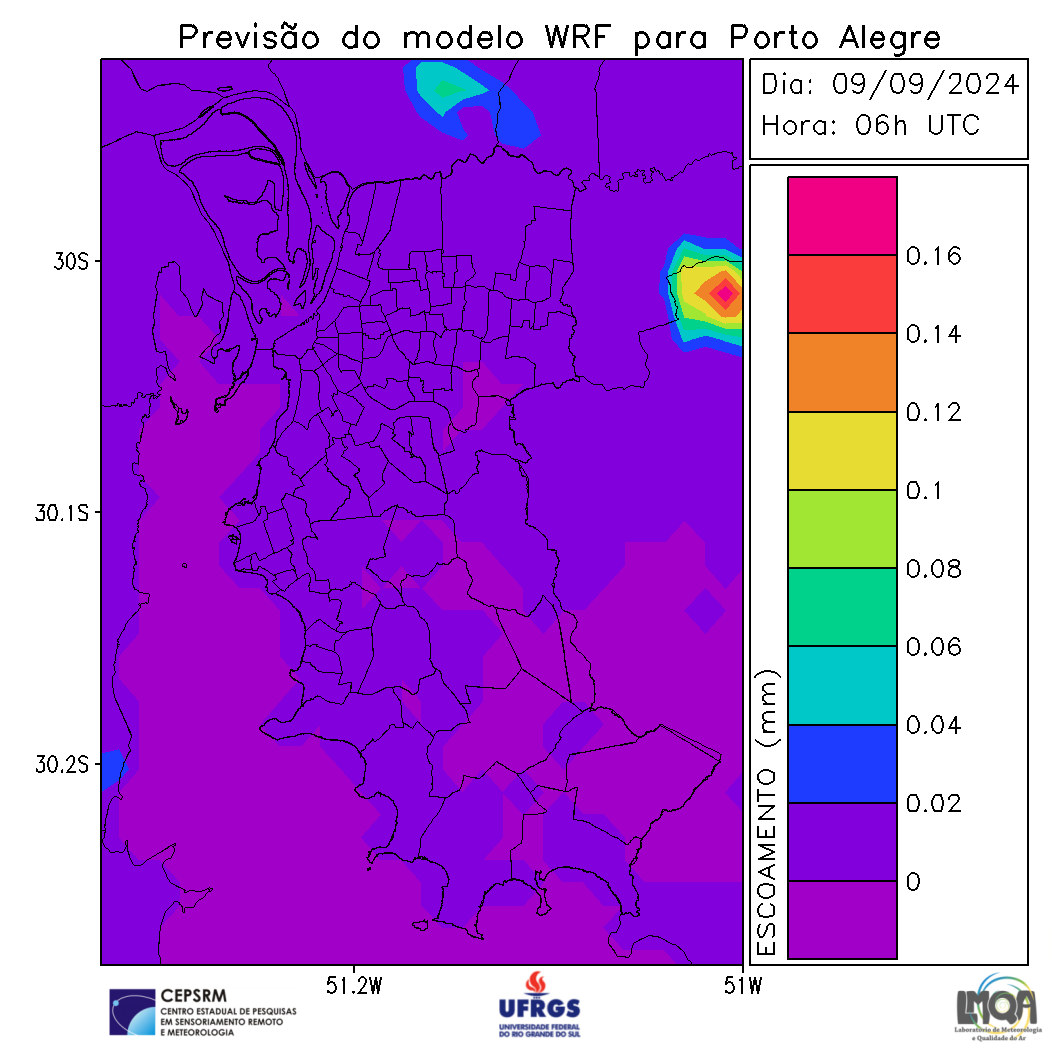 Previsão do modelo WRF para Porto Alegre
Dia: 09/09/2024
Hora: 06h UTC
30S
30.1S
30.2S
51.2W
51W
0.16
0.14
0.12
0.1
0.08
0.06
0.04
0.02
0
ESCOAMENTO (mm)
CEPSRM
CENTRO ESTADUAL DE PESQUISAS
EM SENSORIAMENTO REMOTO
E METEOROLOGIA
UFRGS
UNIVERSIDADE FEDERAL
DO RIO GRANDE DO SUL
LMQA
Laboratório de Meteorologia
e Qualidade do Ar